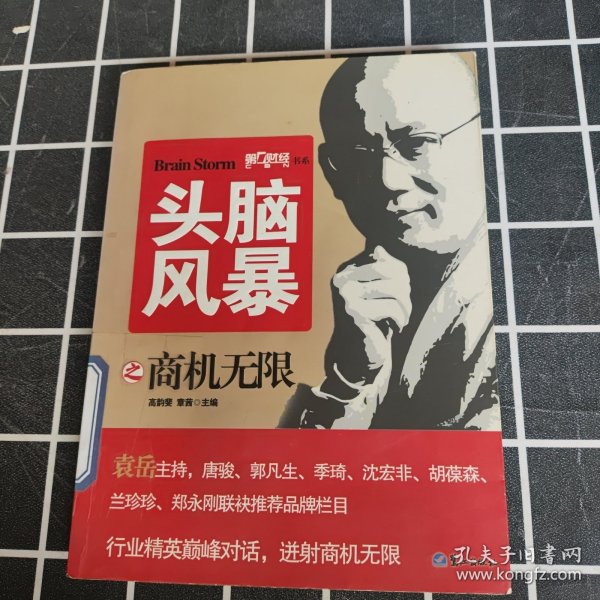 Brain Storm 第一财经 书系
头脑
风暴
之 商机无限
高韵斐 章茜 主编
袁岳主持，唐骏、郭凡生、季琦、沈宏非、胡葆森、
兰珍珍、郑永刚联袂推荐品牌栏目
行业精英巅峰对话，迸射商机无限
孔夫子旧书网
www.kongfz.com